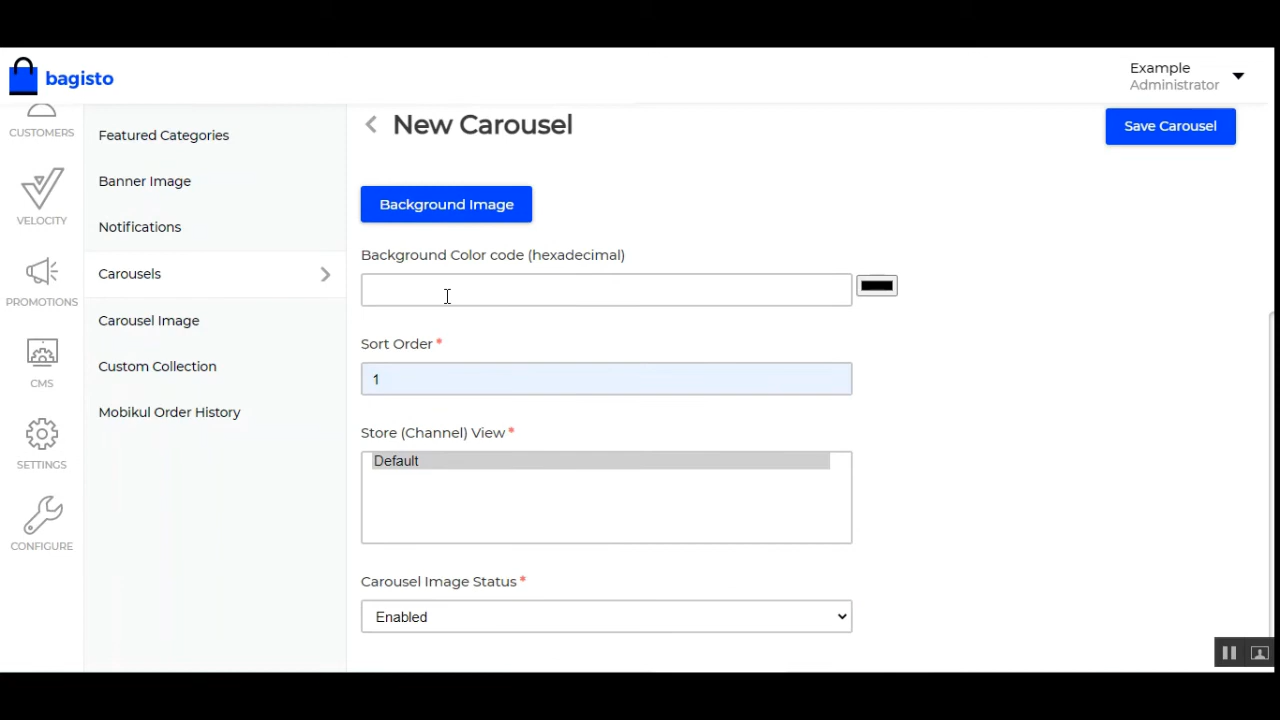 bagisto
Example
Administrator
CUSTOMERS
VELOCITY
PROMOTIONS
CMS
SETTINGS
CONFIGURE
Featured Categories
Banner Image
Notifications
Carousels
Carousel Image
Custom Collection
Mobikul Order History
New Carousel
Save Carousel
Background Image
Background Color code (hexadecimal)
Sort Order *
1
Store (Channel) View *
Default
Carousel Image Status *
Enabled